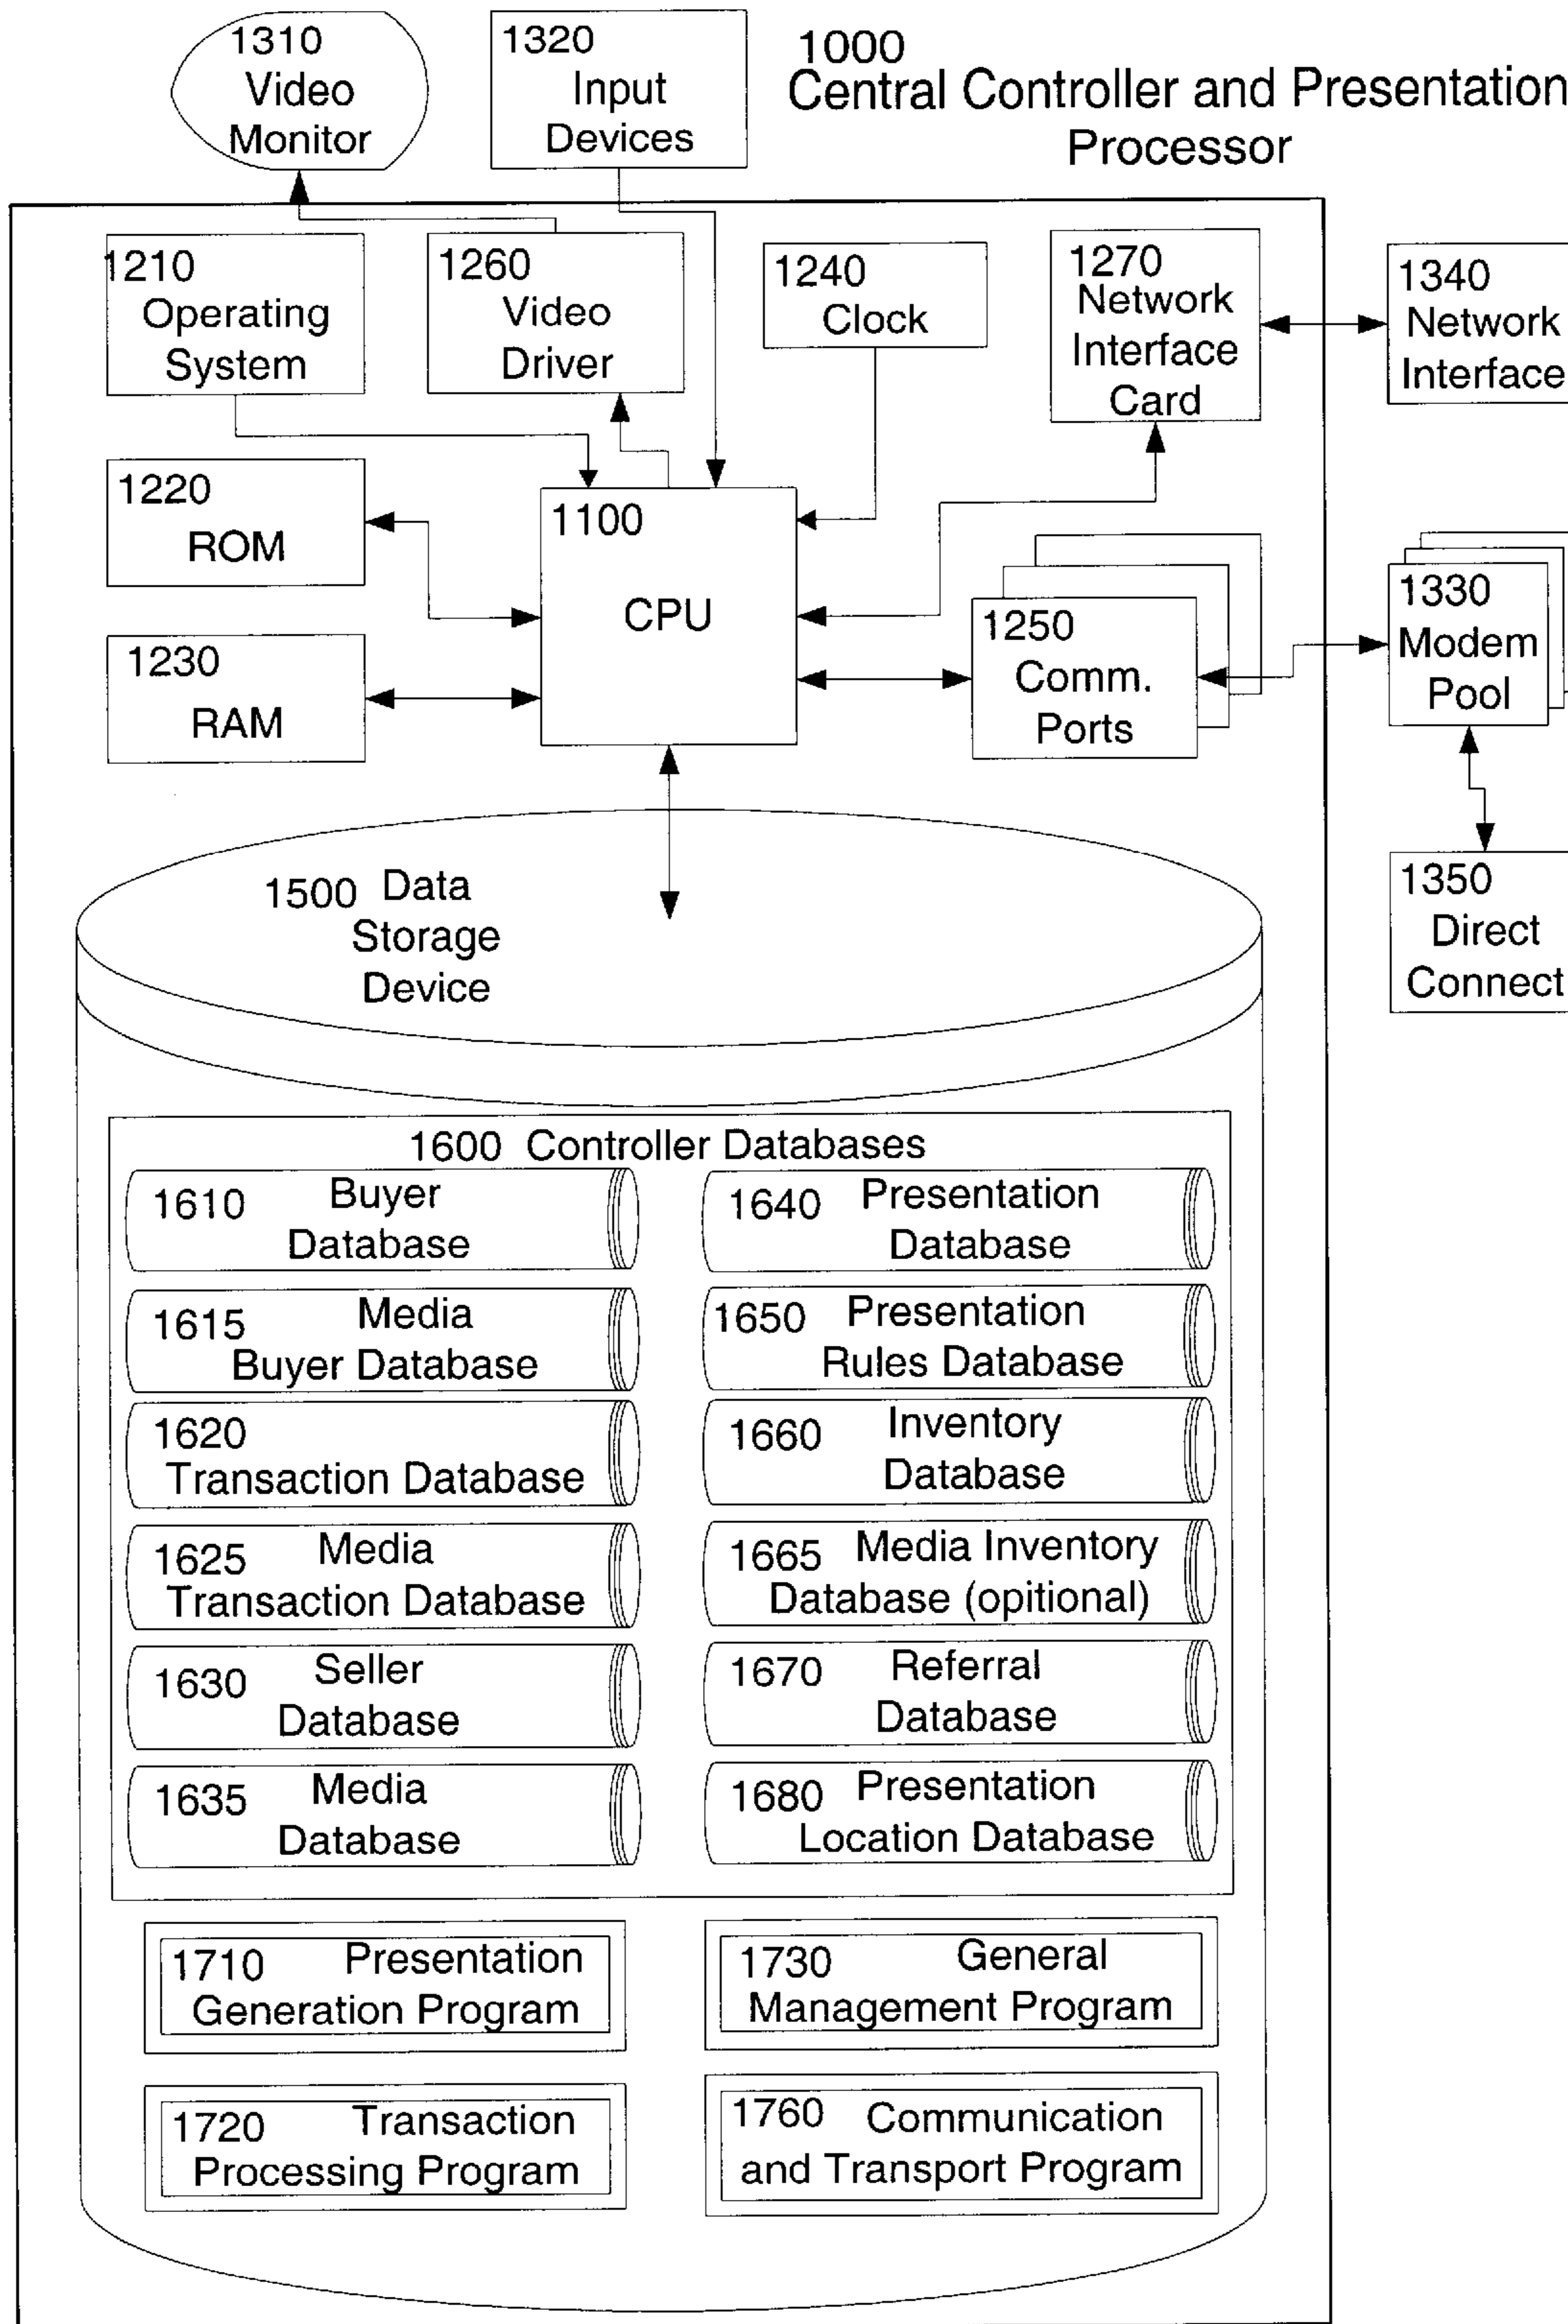 1310
Video
Monitor
1320
Input
Devices
1000
Central Controller and Presentation
Processor
1210
Operating
System
1260
Video
Driver
1240
Clock
1270
Network
Interface
Card
1340
Network
Interface
1220
ROM
1100
CPU
1230
RAM
1250
Comm.
Ports
1330
Modem
Pool
1350
Direct
Connect
1500 Data
Storage
Device
1600 Controller Databases
1610 Buyer
Database
1640 Presentation
Database
1615 Media
Buyer Database
1650 Presentation
Rules Database
1620
Transaction Database
1660 Inventory
Database
1625 Media
Transaction Database
1665 Media Inventory
Database (opitional)
1630 Seller
Database
1670 Referral
Database
1635 Media
Database
1680 Presentation
Location Database
1710 Presentation
Generation Program
1730 General
Management Program
1720 Transaction
Processing Program
1760 Communication
and Transport Program